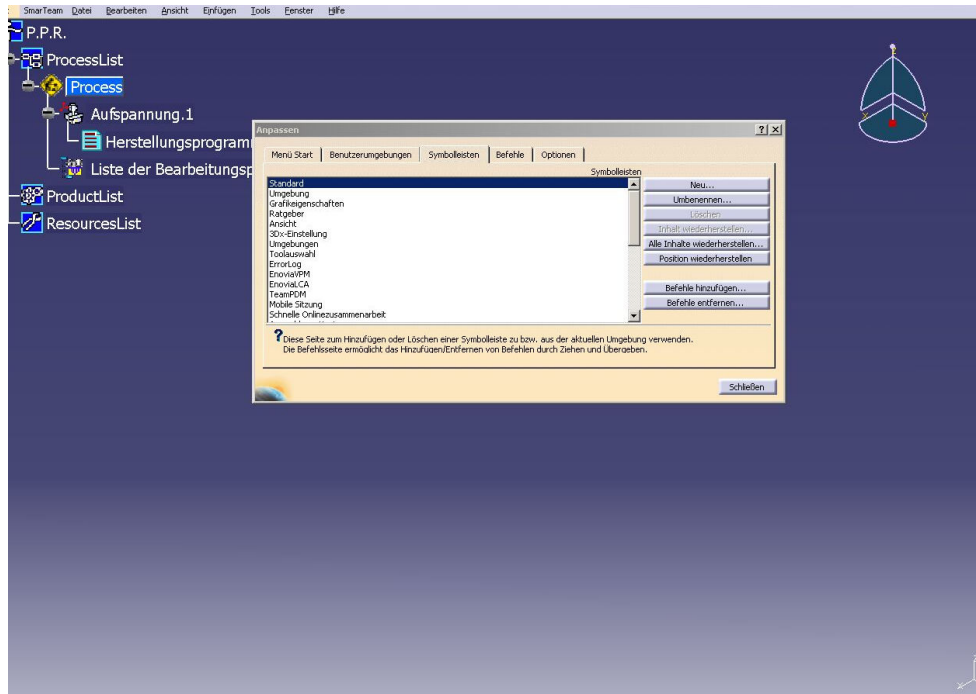 SmarTeam Datei Bearbeiten Ansicht Einfügen Tools Fenster Hilfe
P.P.R.
ProcessList
Process
Aufspannung.1
Herstellungsprogram
Liste der Bearbeitungsp
ProductList
ResourcesList
Anpassen
Menü Start Benutzerumgebungen Symbolleisten Befehle Optionen
Symbolleisten
Standard
Umgebung
Grafikeigenschaften
Ratgeber
Ansicht
3Dx-Einstellung
Umgebungen
Toolauswahl
ErrorLog
EnoviaVPM
EnoviaLCA
TeamPDM
Mobile Sitzung
Schnelle Onlinezusammenarbeit
Neu...
Umbenennen...
Löschen
Inhalt wiederherstellen...
Alle Inhalte wiederherstellen...
Position wiederherstellen
Befehle hinzufügen...
Befehle entfernen...
Diese Seite zum Hinzufügen oder Löschen einer Symbolleiste zu bzw. aus der aktuellen Umgebung verwenden.
Die Befehlsseite ermöglicht das Hinzufügen/Entfernen von Befehlen durch Ziehen und Übergeben.
Schließen